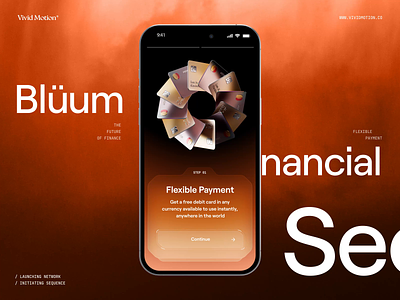 Vivid Motion®
WWW.VIVIDMOTION.CO
9:41
Blüum
THE
FUTURE
OF FINANCE
FLEXIBLE
PAYMENT
nancial
STEP 01
Flexible Payment
Get a free debit card in any
currency available to use instantly,
anywhere in the world
Continue
See
/ LAUNCHING NETWORK
/ INITIATING SEQUENCE